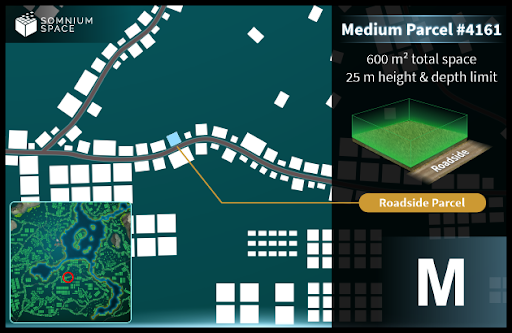 SOMNIUM
SPACE
Medium Parcel #4161
600 m² total space
25 m height & depth limit
Roadside
Roadside Parcel
M